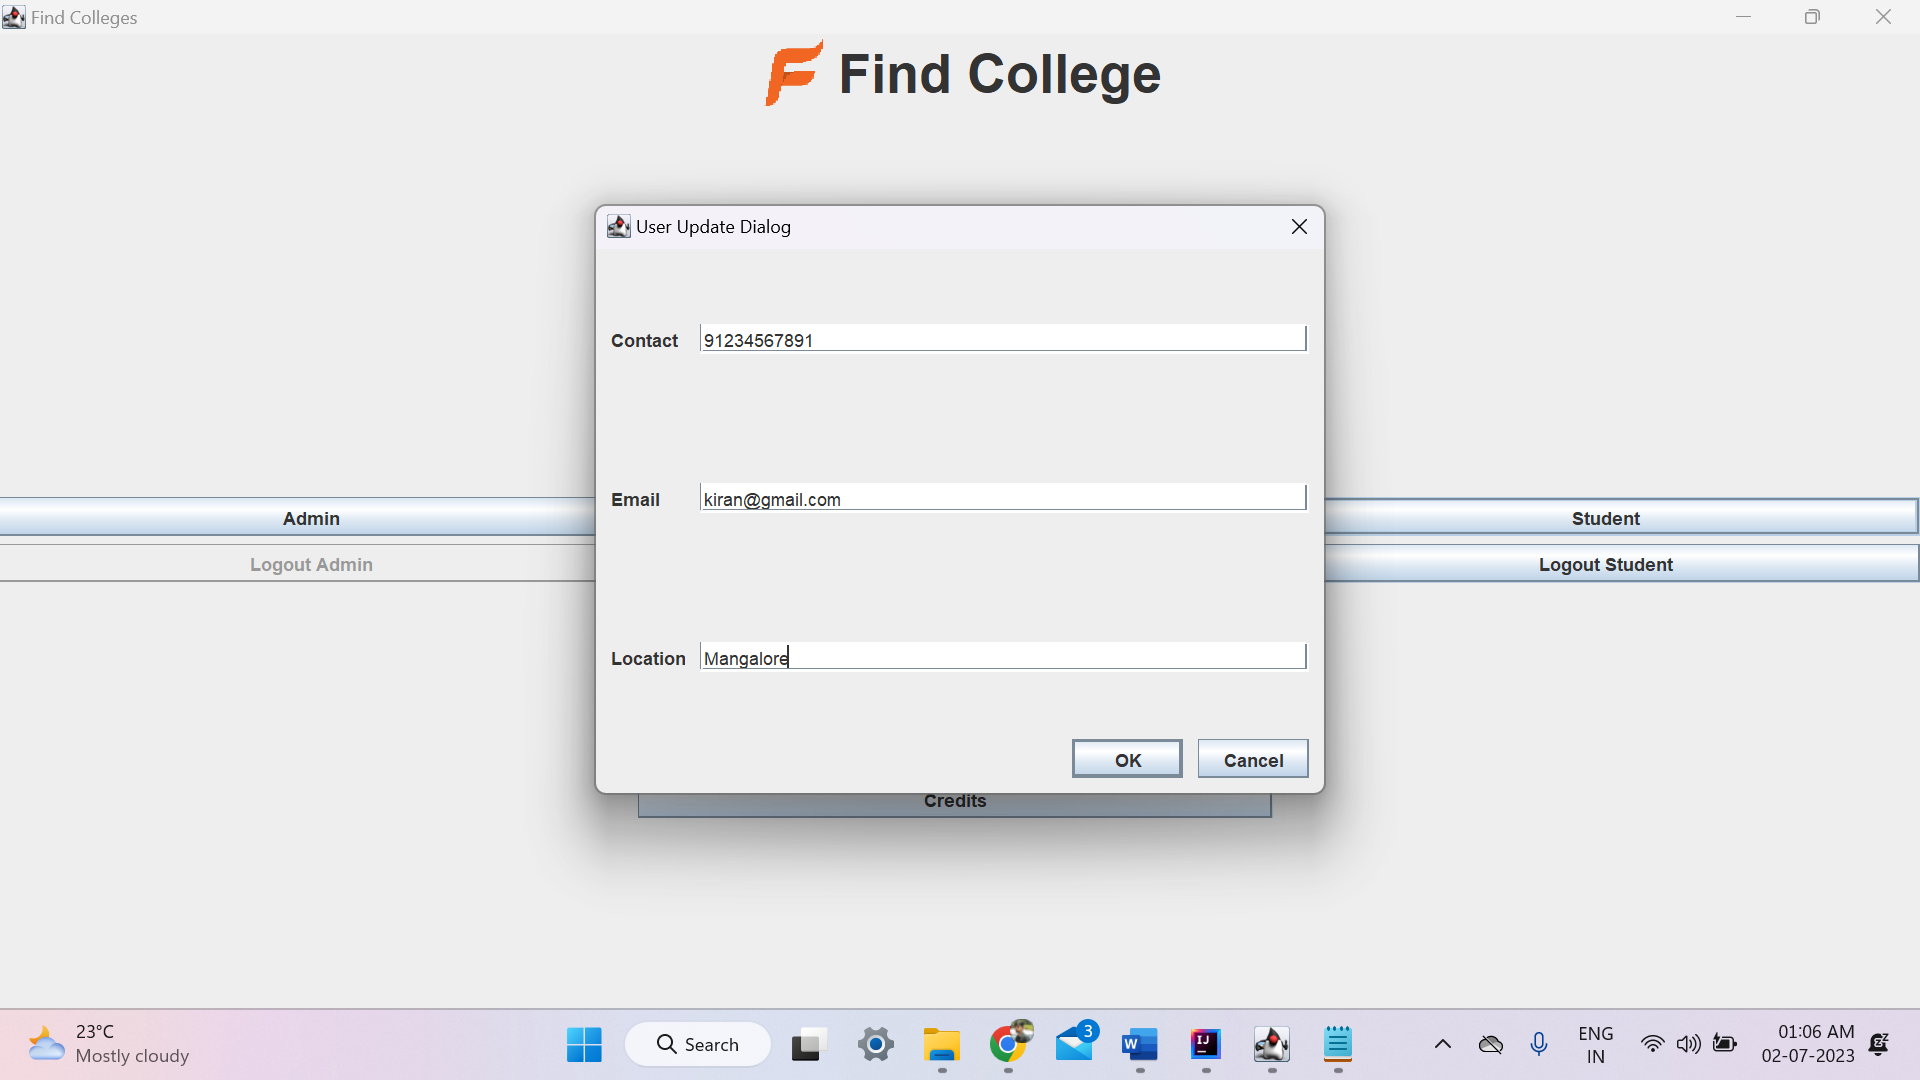 Find Colleges
Find College
User Update Dialog
Contact 91234567891
Email kiran@gmail.com
Admin Student
Logout Admin Logout Student
Location Mangalore
OK Cancel
Credits
23°C
Mostly cloudy
Search
3
W
IJ
ENG
IN
01:06 AM
02-07-2023